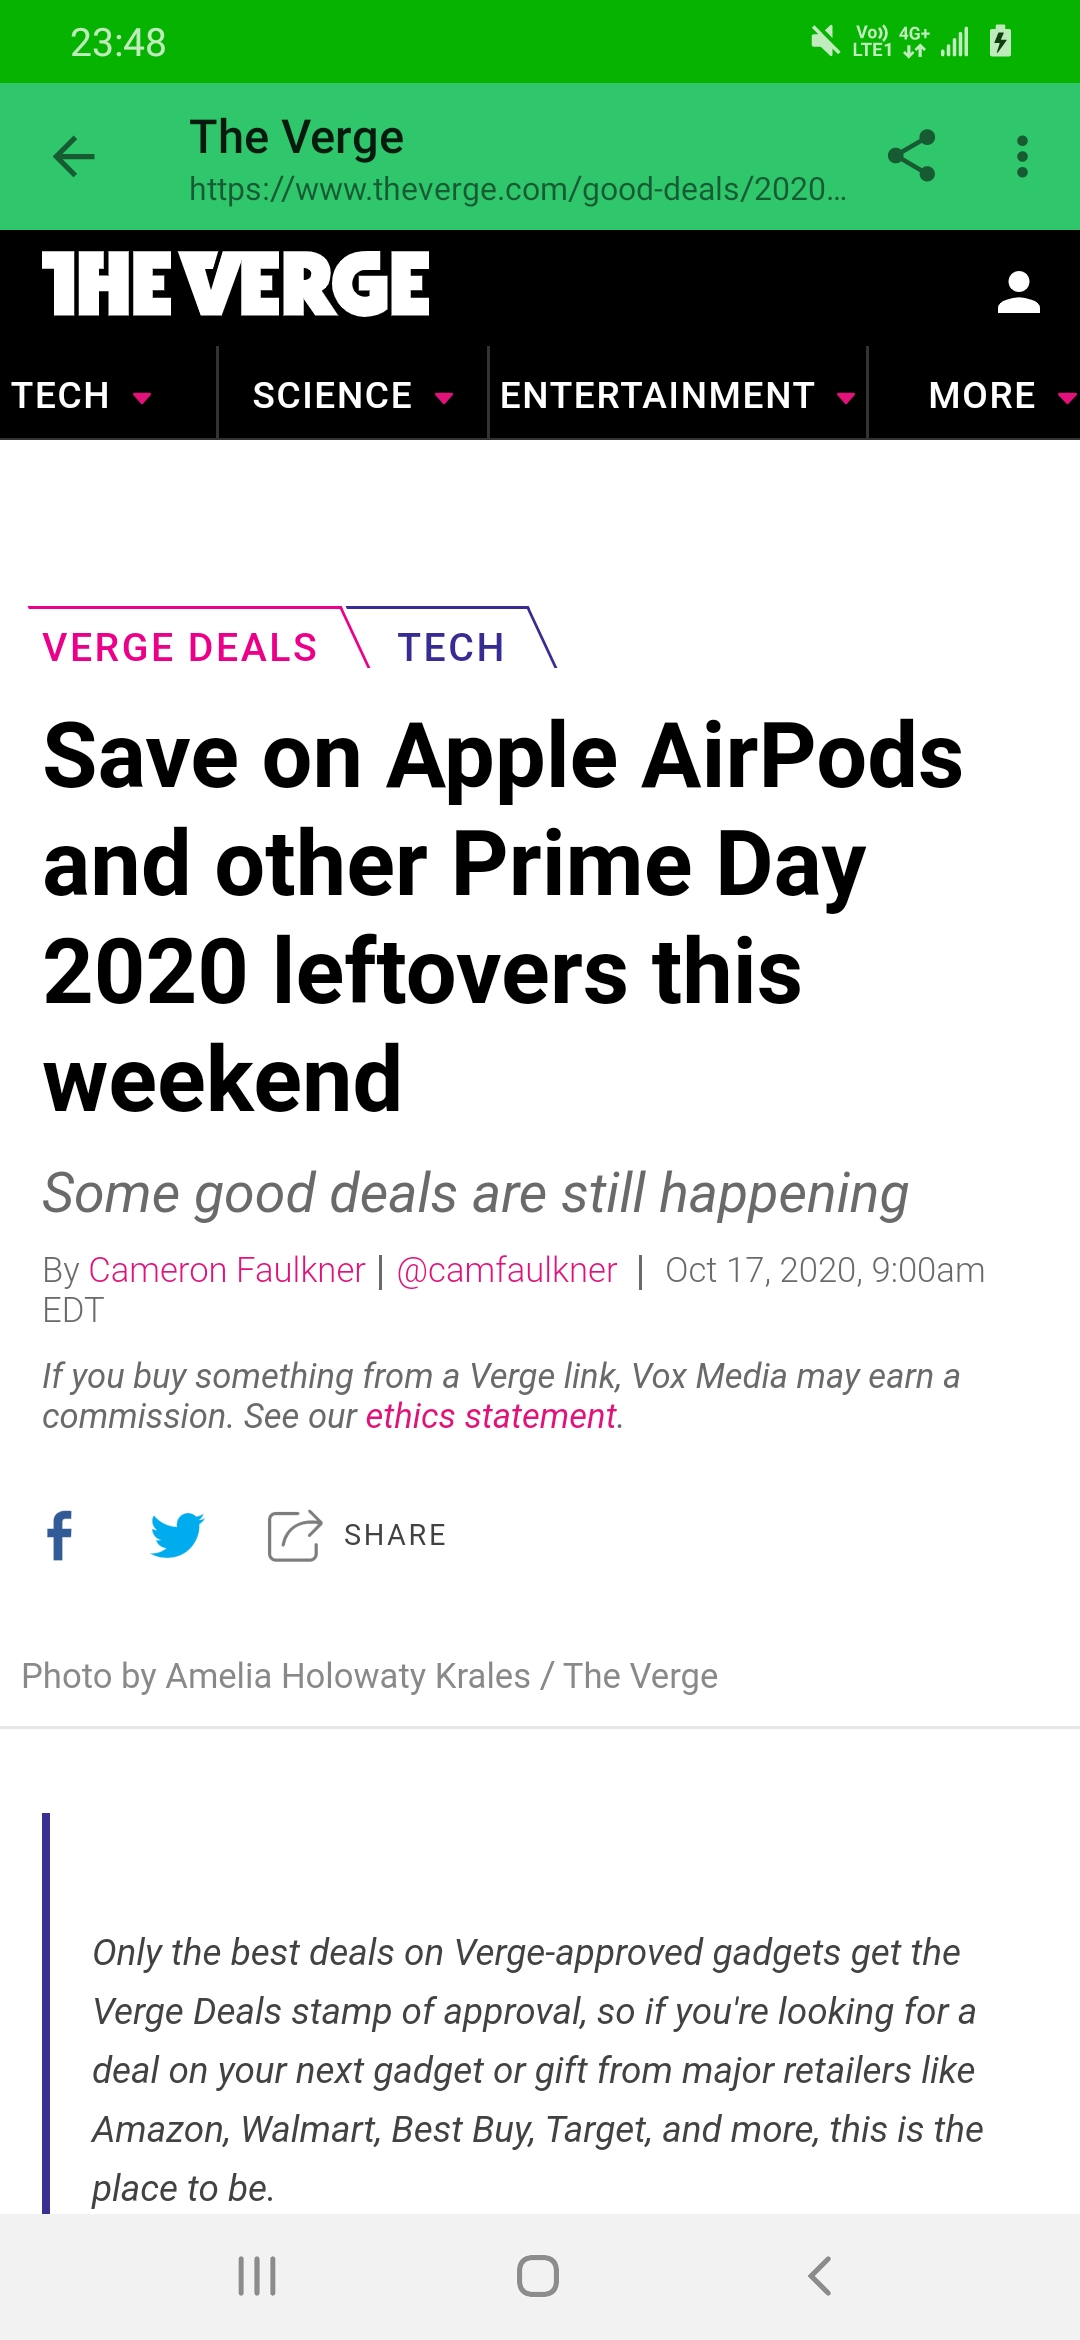 23:48
Vo)) 4G+
LTE1
The Verge
https://www.theverge.com/good-deals/2020...
THE VERGE
TECH SCIENCE ENTERTAINMENT MORE
VERGE DEALS TECH
Save on Apple AirPods
and other Prime Day
2020 leftovers this
weekend
Some good deals are still happening
By Cameron Faulkner | @camfaulkner | Oct 17, 2020, 9:00am
EDT
If you buy something from a Verge link, Vox Media may earn a
commission. See our ethics statement.
SHARE
Photo by Amelia Holowaty Krales / The Verge
Only the best deals on Verge-approved gadgets get the
Verge Deals stamp of approval, so if you're looking for a
deal on your next gadget or gift from major retailers like
Amazon, Walmart, Best Buy, Target, and more, this is the
place to be.